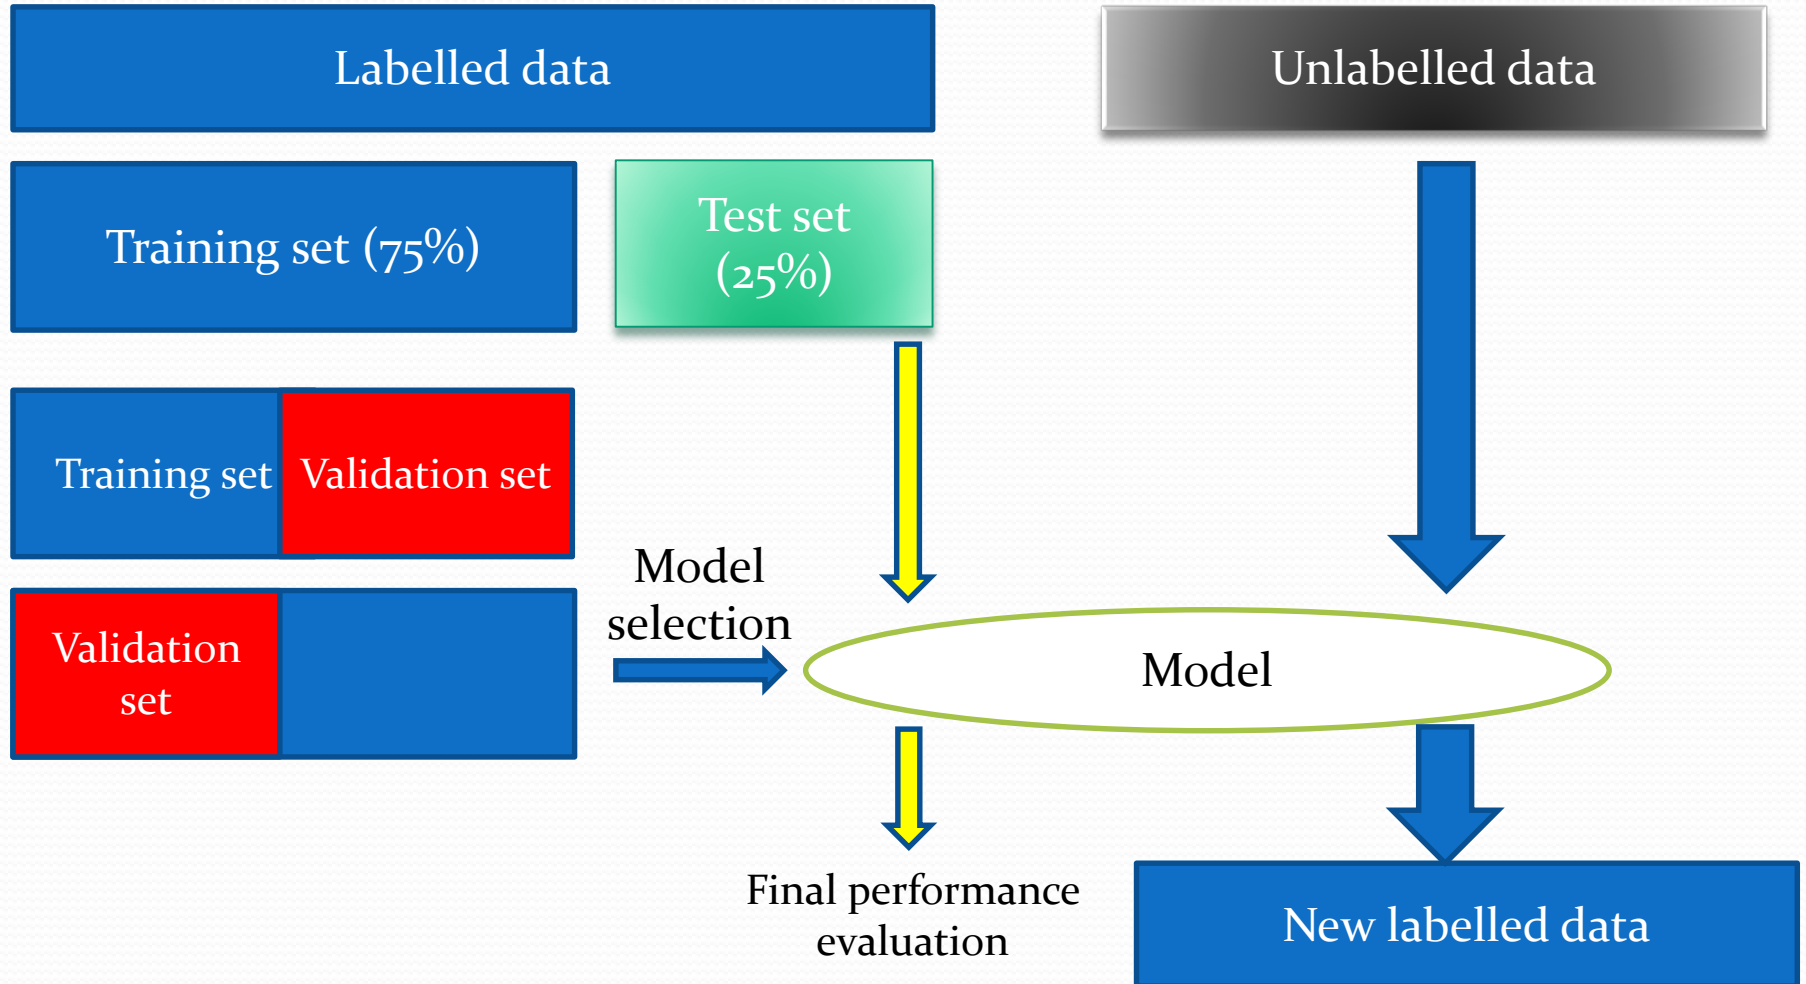 Labelled data
Unlabelled data
Training set (75%)
Test set
(25%)
Training set
Validation set
Model
selection
Validation
set
Model
Final performance
evaluation
New labelled data